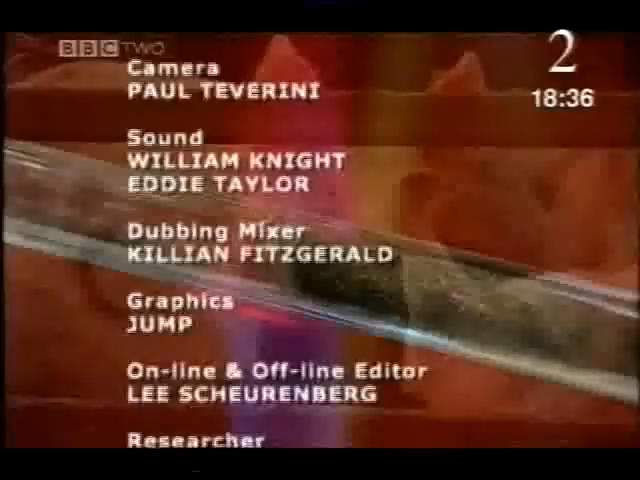 BBC TWO
2
18:36
Camera
PAUL TEVERINI
Sound
WILLIAM KNIGHT
EDDIE TAYLOR
Dubbing Mixer
KILLIAN FITZGERALD
Graphics
JUMP
On-line & Off-line Editor
LEE SCHEURENBERG
Researcher